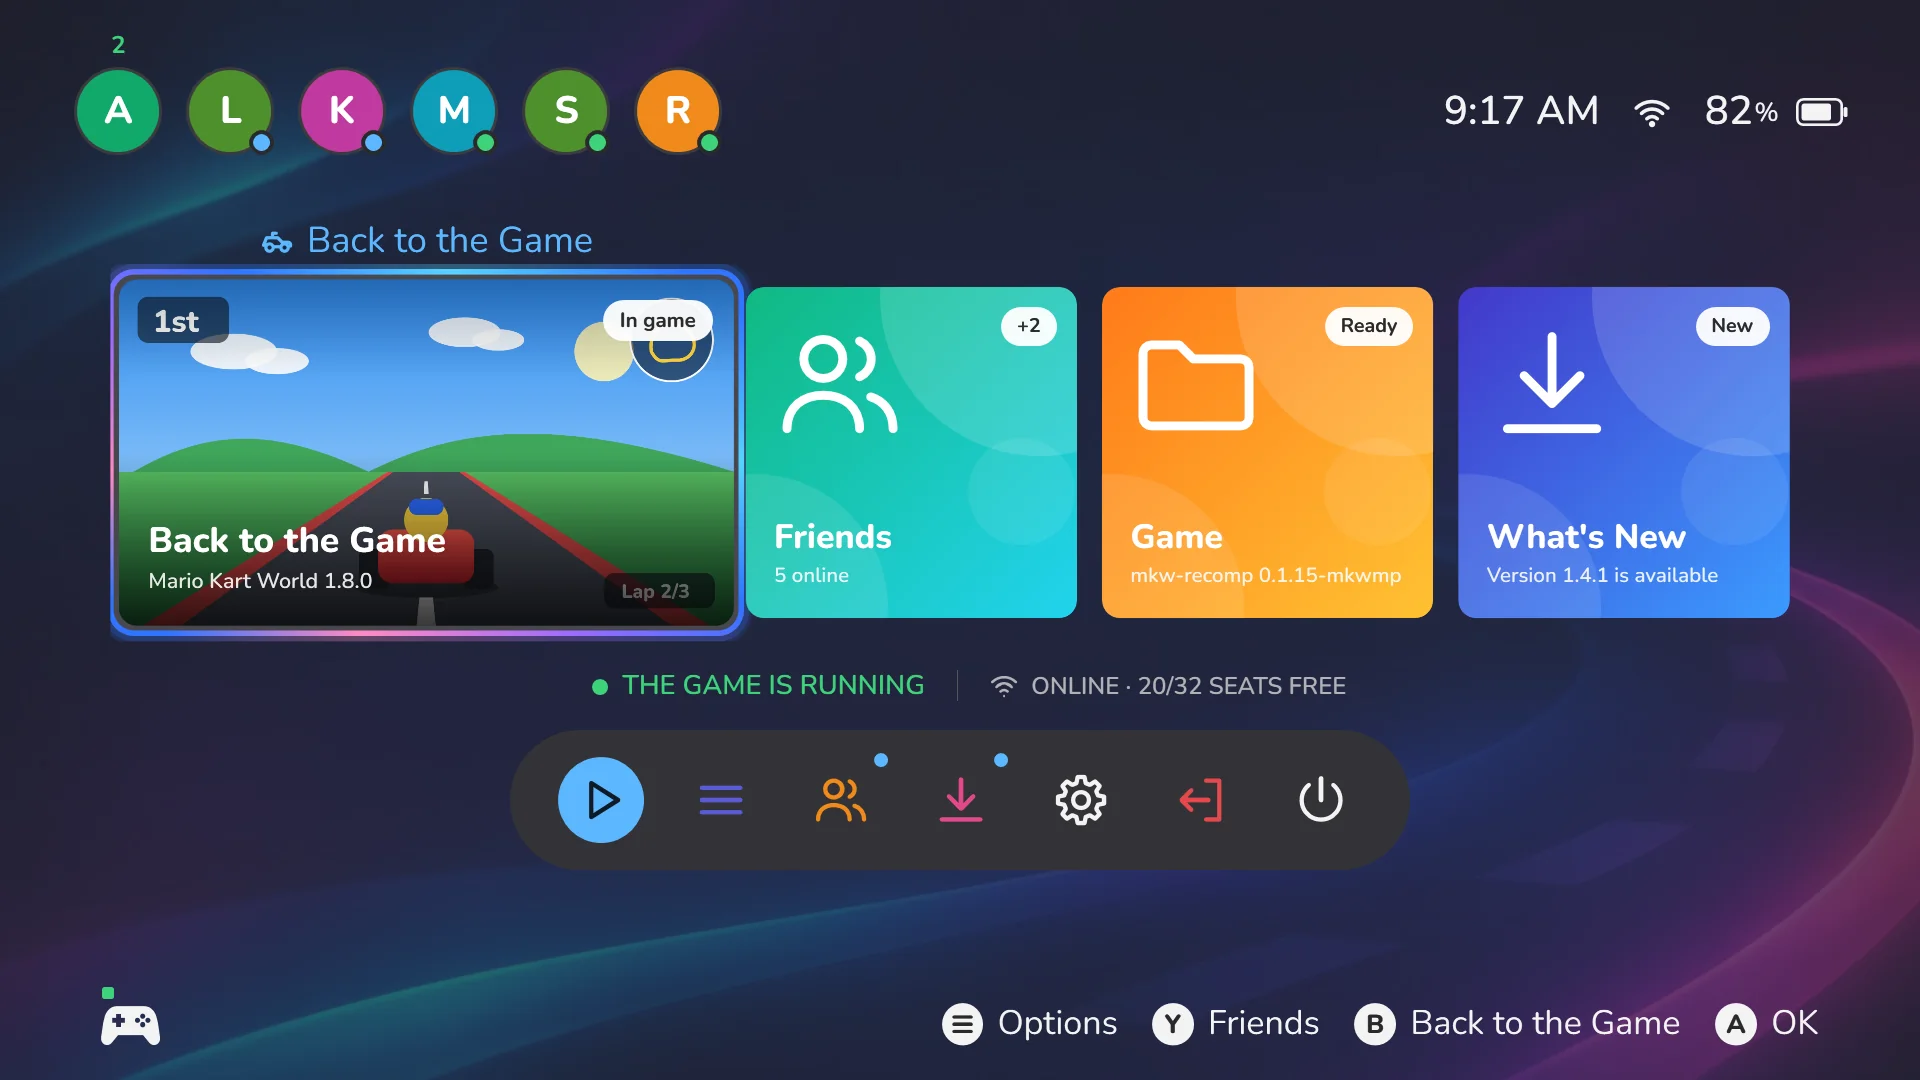 2
A L K M S R
9:17 AM 82%
Back to the Game
1st
In game
Back to the Game
Mario Kart World 1.8.0
Lap 2/3
+2
Friends
5 online
Ready
Game
mkw-recomp 0.1.15-mkwmp
New
What's New
Version 1.4.1 is available
THE GAME IS RUNNING
ONLINE · 20/32 SEATS FREE
Options
Y Friends
B Back to the Game
A OK